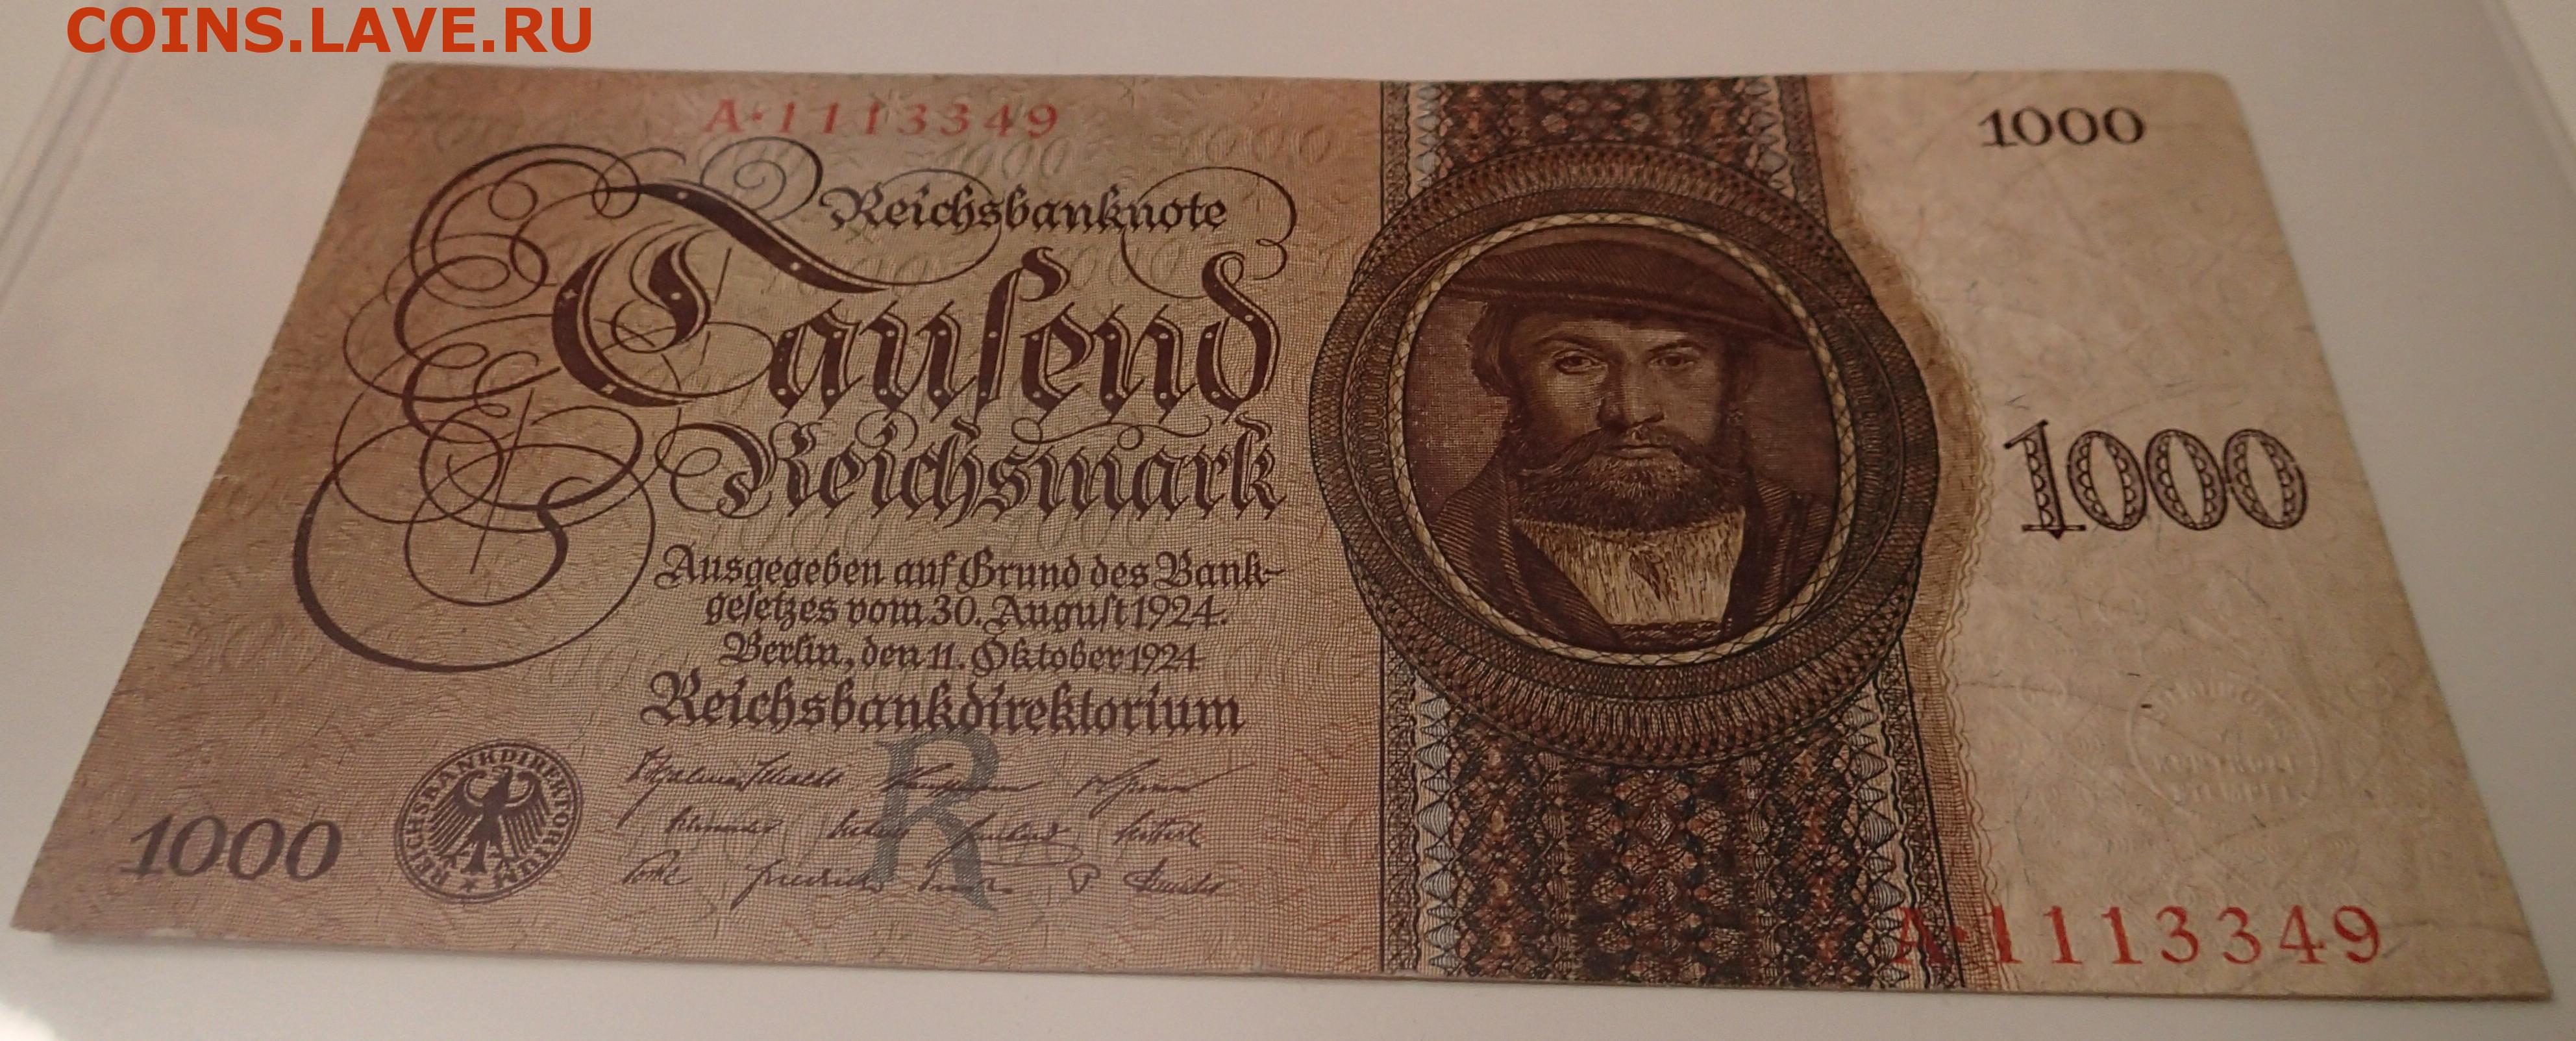 COINS.LAVE.RU
A·1113349
1000
Reichsbanknote
Tausend
Reichsmark
1000
Ausgegeben auf Grund des Bank-
gesetzes vom 30. August 1924.
Berlin, den 11. Oktober 1924
Reichsbankdirektorium
R
REICHSBANKDIREKTORIUM
1000
A·1113349